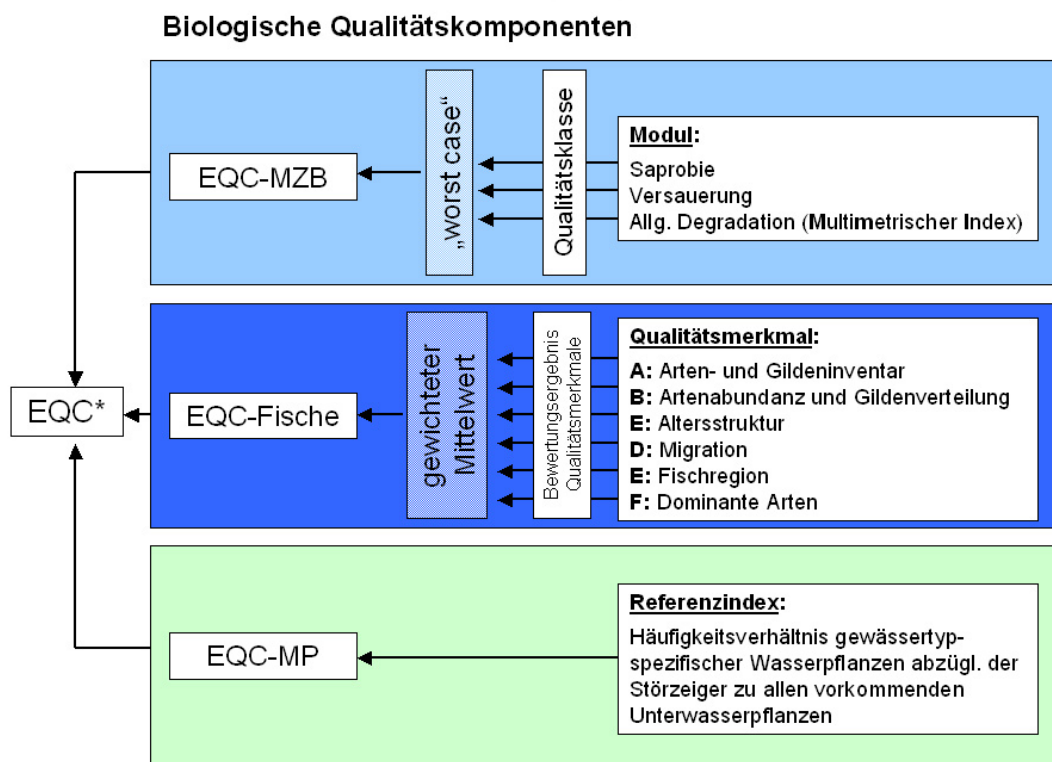 Biologische Qualitätskomponenten
EQC*
EQC-MZB
„worst case“
Qualitätsklasse
Modul:
Saprobie
Versauerung
Allg. Degradation (Multimetrischer Index)
EQC-Fische
gewichteter
Mittelwert
Bewertungsergebnis
Qualitätsmerkmale
Qualitätsmerkmal:
A: Arten- und Gildeninventar
B: Artenabundanz und Gildenverteilung
E: Altersstruktur
D: Migration
E: Fischregion
F: Dominante Arten
EQC-MP
Referenzindex:
Häufigkeitsverhältnis gewässertyp-
spezifischer Wasserpflanzen abzügl. der
Störzeiger zu allen vorkommenden
Unterwasserpflanzen